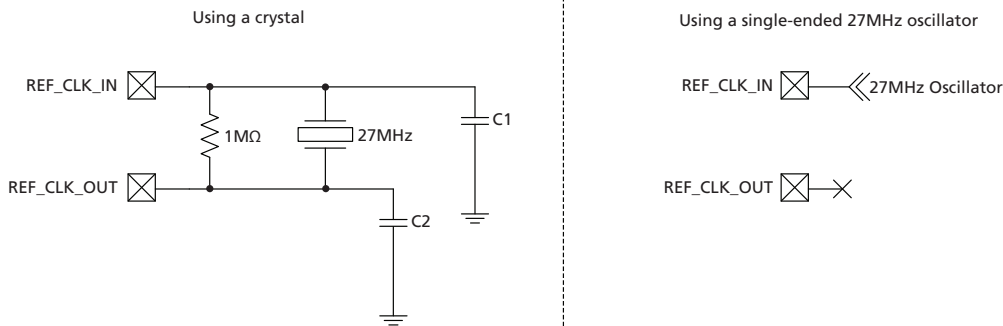 Using a crystal
REF_CLK_IN
1MΩ
27MHz
C1
REF_CLK_OUT
C2
Using a single-ended 27MHz oscillator
REF_CLK_IN
27MHz Oscillator
REF_CLK_OUT